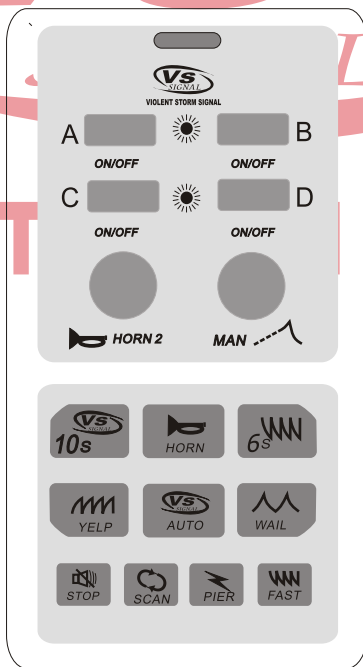 VS
SIGNAL
VIOLENT STORM SIGNAL
A B
ON/OFF ON/OFF
C D
ON/OFF ON/OFF
HORN 2 MAN
VS
SIGNAL
10s HORN 6s
YELP VS
SIGNAL
AUTO WAIL
STOP SCAN PIER FAST